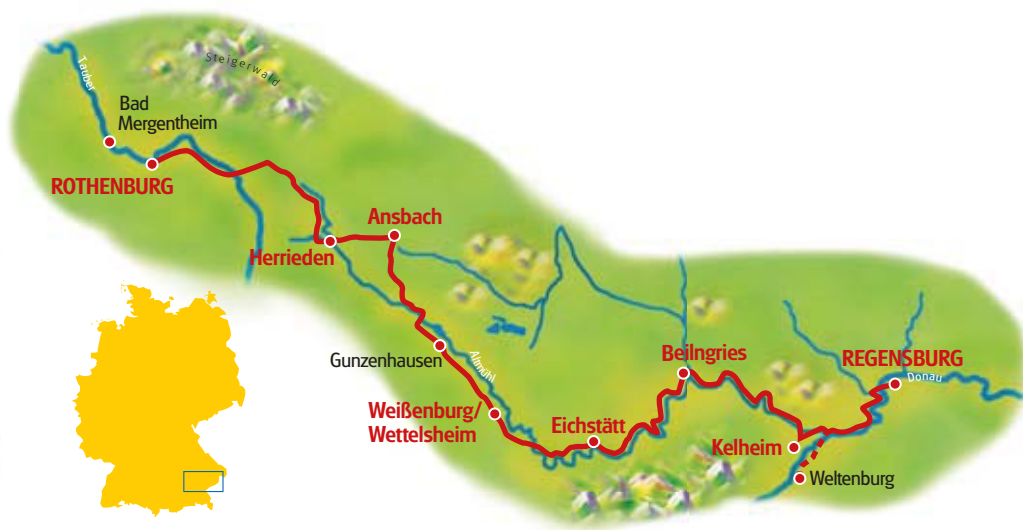 Tauber
Steigerwald
Bad
Mergentheim
ROTHENBURG
Ansbach
Herrieden
Gunzenhausen
Altmühl
Beilngries
REGENSBURG
Donau
Weißenburg/
Wettelsheim
Eichstätt
Kelheim
Weltenburg